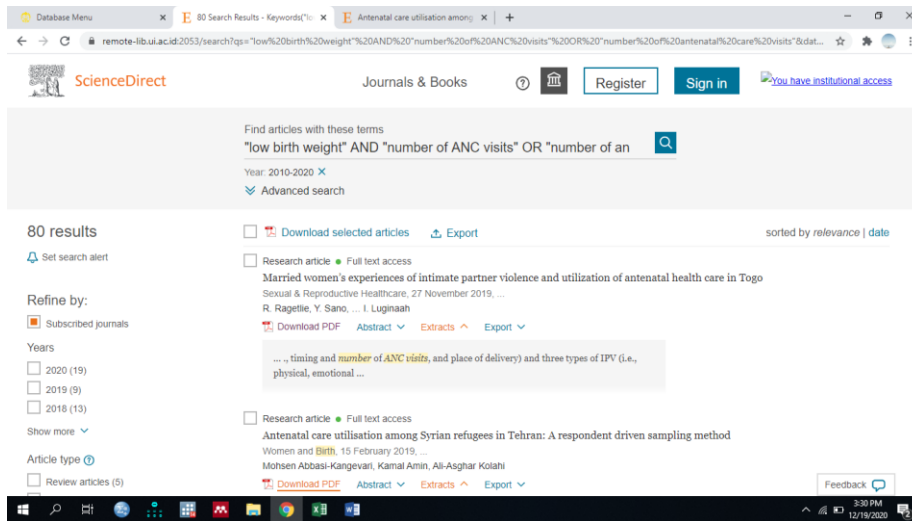 Database Menu
80 Search Results - Keywords("lo
Antenatal care utilisation among
remote-lib.ui.ac.id:2053/search?qs="low%20birth%20weight"%20AND%20"number%20of%20ANC%20visits"%20OR%20"number%20of%20antenatal%20care%20visits"&dat...
ScienceDirect
Journals & Books
Register
Sign in
You have institutional access
Find articles with these terms
"low birth weight" AND "number of ANC visits" OR "number of an
Year: 2010-2020
Advanced search
80 results
Download selected articles
Export
sorted by relevance | date
Set search alert
Refine by:
Subscribed journals
Years
2020 (19)
2019 (9)
2018 (13)
Show more
Article type
Review articles (5)
Research article • Full text access
Married women's experiences of intimate partner violence and utilization of antenatal health care in Togo
Sexual & Reproductive Healthcare, 27 November 2019, ...
R. Ragetlie, Y. Sano, ... I. Luginaah
Download PDF Abstract Extracts Export
... ., timing and number of ANC visits, and place of delivery) and three types of IPV (i.e.,
physical, emotional ...
Research article • Full text access
Antenatal care utilisation among Syrian refugees in Tehran: A respondent driven sampling method
Women and Birth, 15 February 2019, ...
Mohsen Abbasi-Kangevari, Kamal Amin, Ali-Asghar Kolahi
Download PDF Abstract Extracts Export
Feedback
3:30 PM
12/19/2020